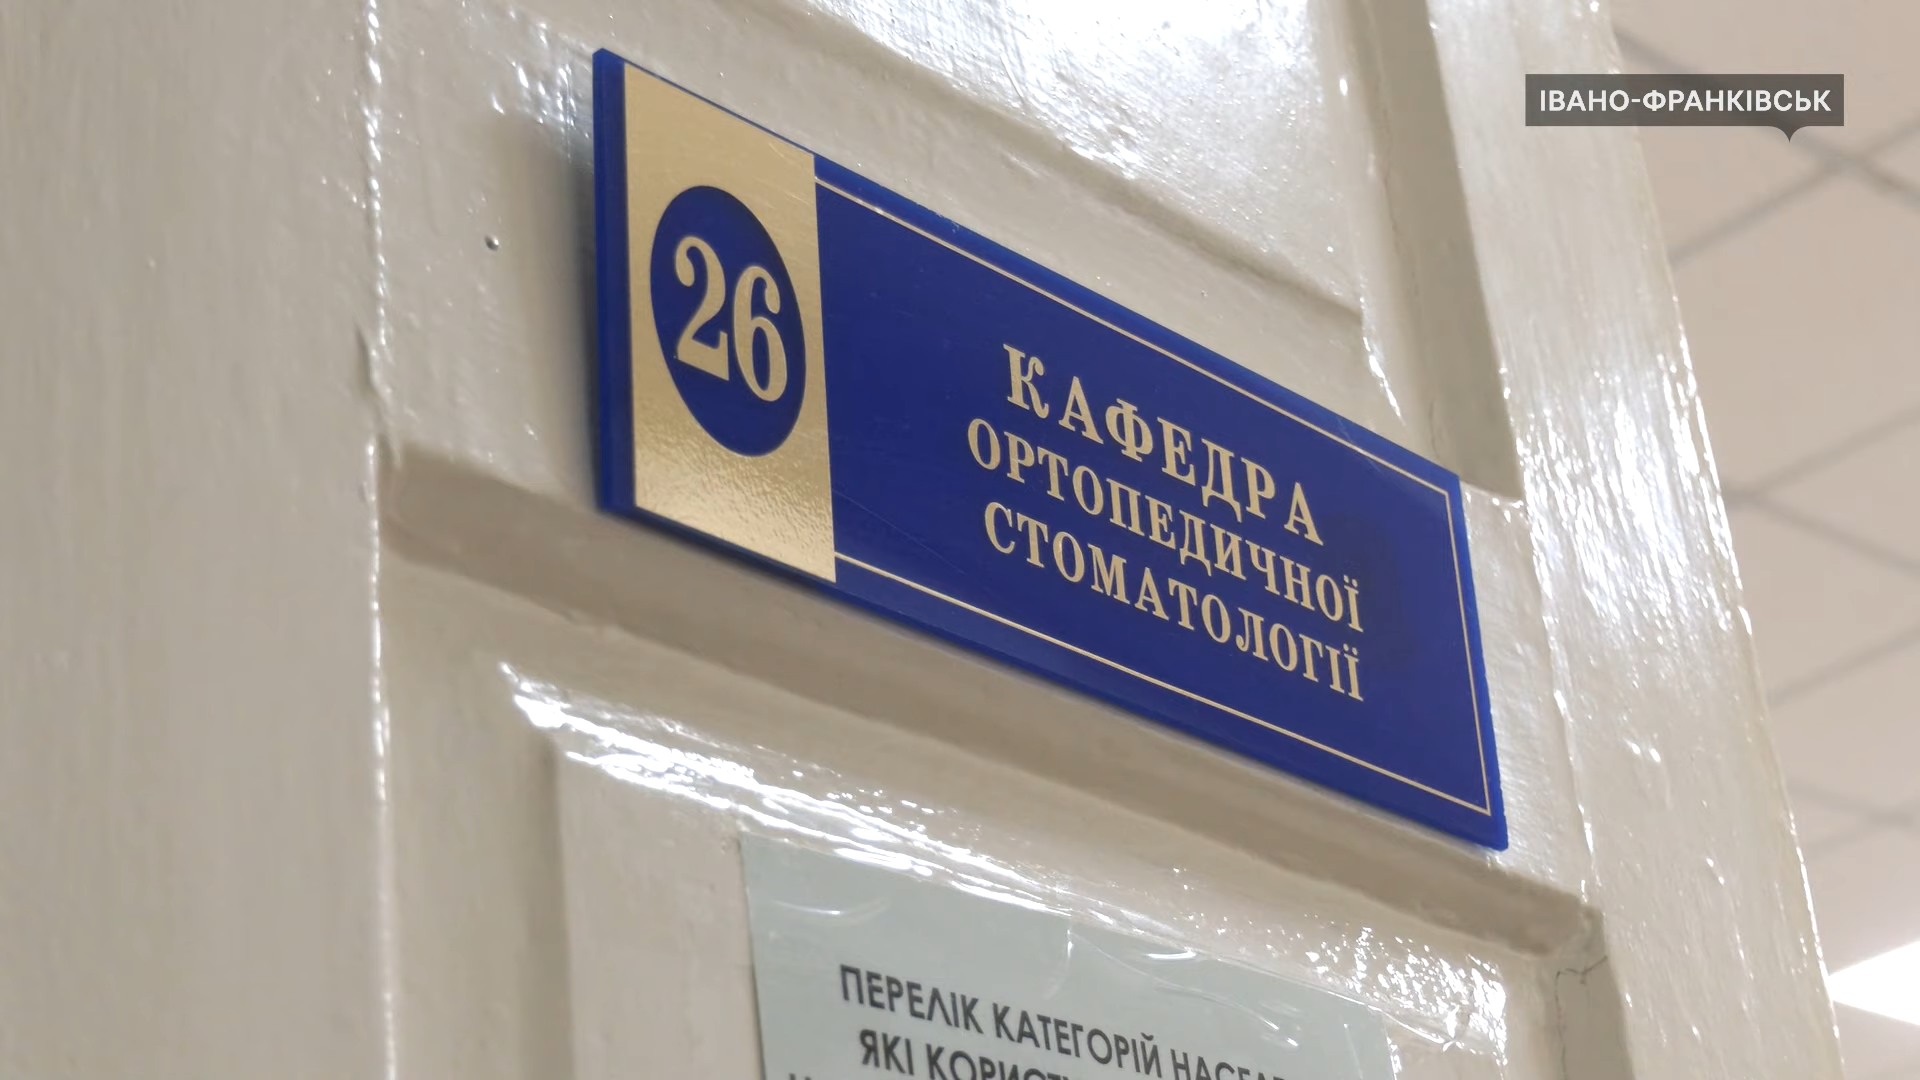 ІВАНО-ФРАНКІВСЬК
26
КАФЕДРА
ОРТОПЕДИЧНОЇ
СТОМАТОЛОГІЇ
ПЕРЕЛІК КАТЕГОРІЙ
ЯКІ